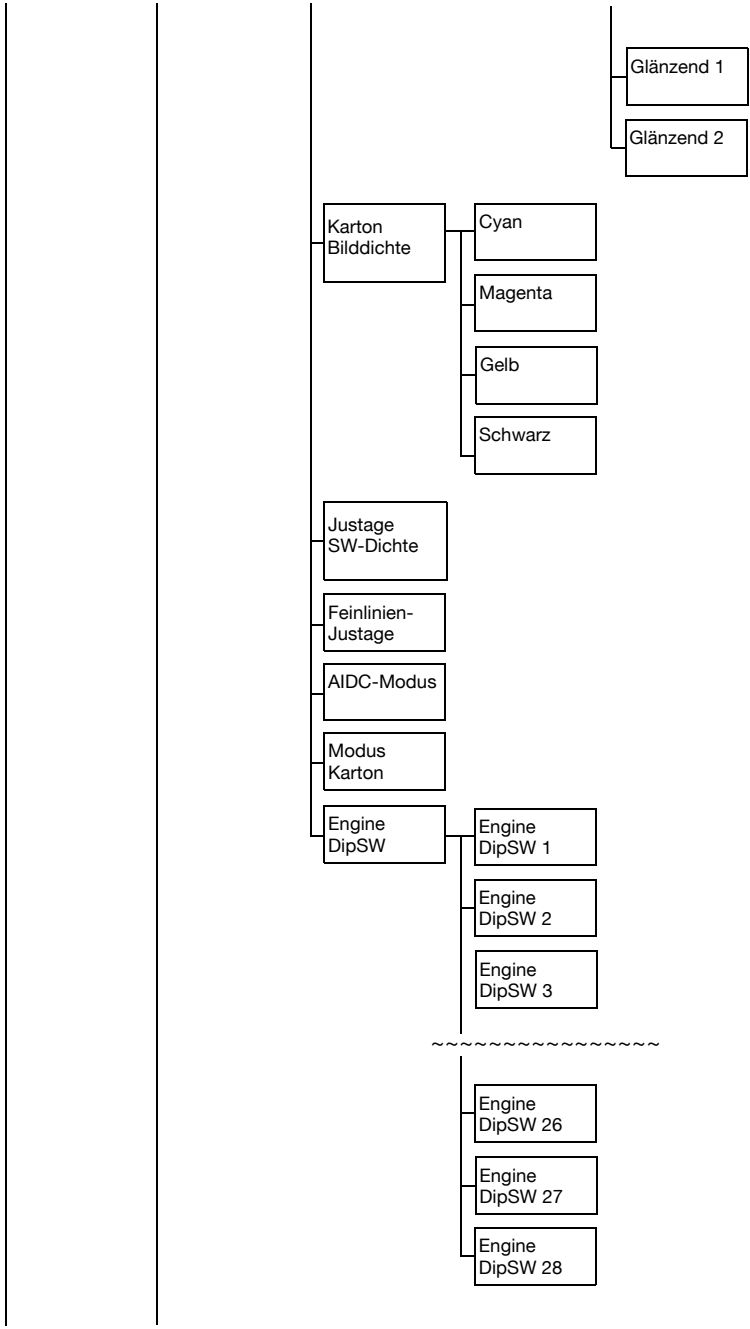 Glänzend 1
Glänzend 2
Karton
Bilddichte
Cyan
Magenta
Gelb
Schwarz
Justage
SW-Dichte
Feinlinien-
Justage
AIDC-Modus
Modus
Karton
Engine
DipSW
Engine
DipSW 1
Engine
DipSW 2
Engine
DipSW 3
~~~~~~~~~~~~~~~~
Engine
DipSW 26
Engine
DipSW 27
Engine
DipSW 28